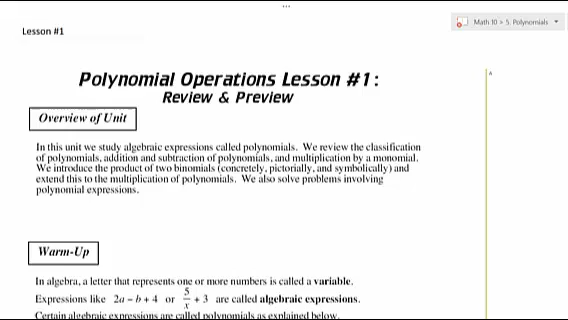 Lesson #1
Math 10 > 5. Polynomials
Polynomial Operations Lesson #1:
Review & Preview
Overview of Unit
In this unit we study algebraic expressions called polynomials. We review the classification
of polynomials, addition and subtraction of polynomials, and multiplication by a monomial.
We introduce the product of two binomials (concretely, pictorially, and symbolically) and
extend this to the multiplication of polynomials. We also solve problems involving
polynomial expressions.
Warm-Up
In algebra, a letter that represents one or more numbers is called a variable.
Expressions like 2a – b + 4 or 5/x + 3 are called algebraic expressions.
Certain algebraic expressions are called polynomials as explained below.